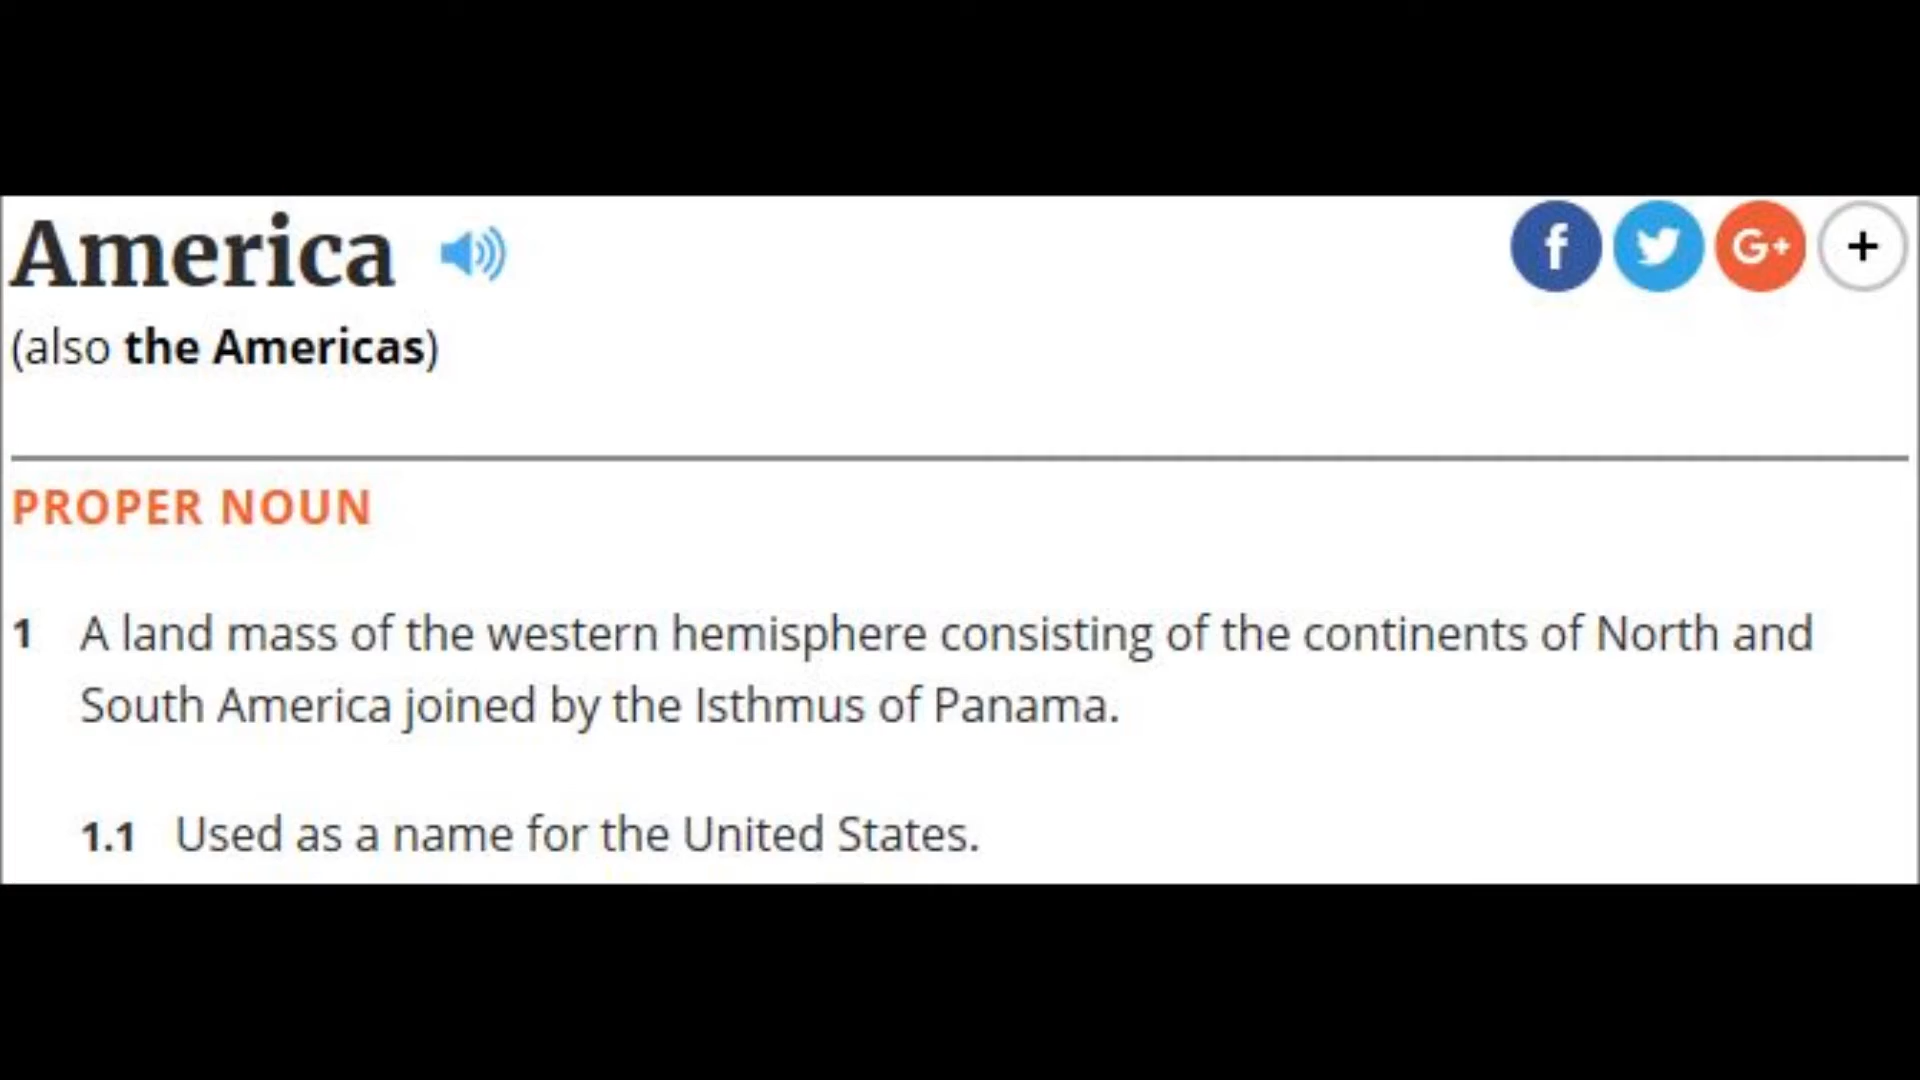 America
f G+ +
(also the Americas)
PROPER NOUN
1 A land mass of the western hemisphere consisting of the continents of North and
South America joined by the Isthmus of Panama.
1.1 Used as a name for the United States.